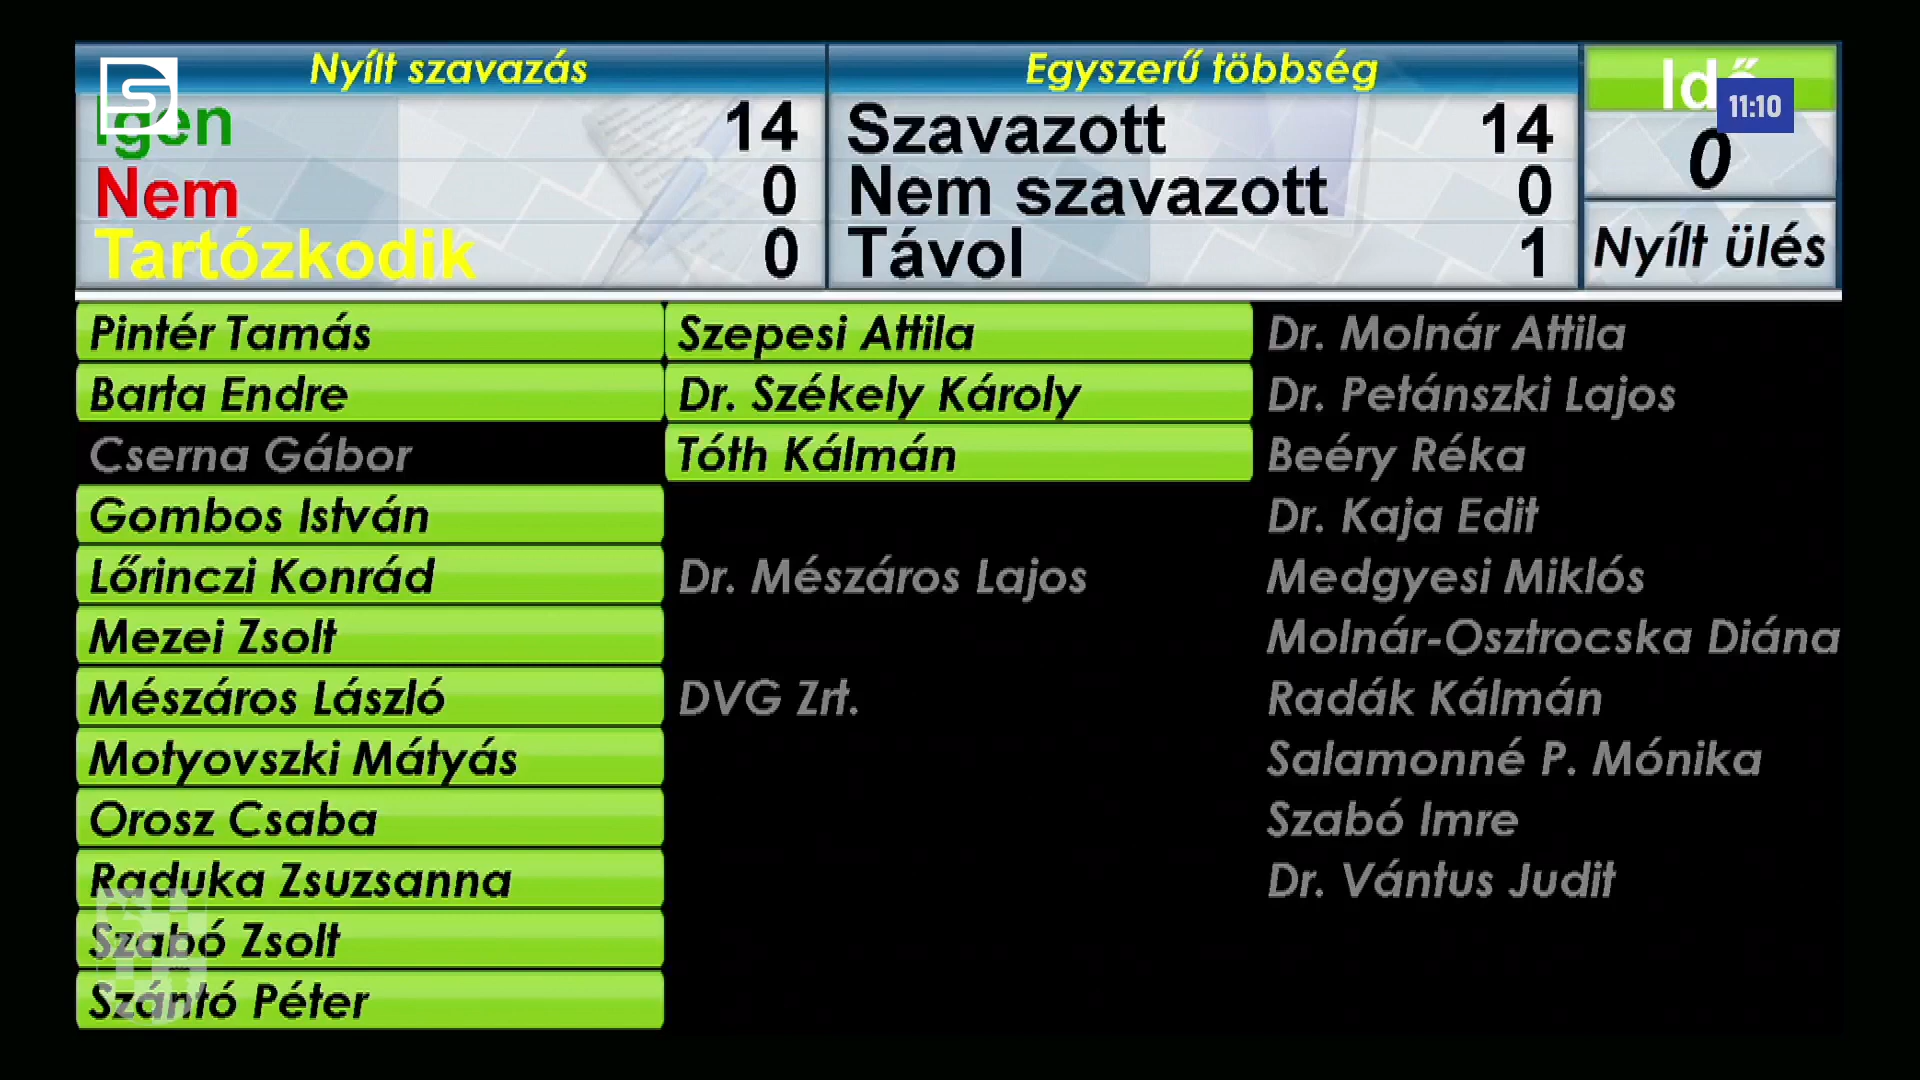 Nyílt szavazás
Igen 14
Nem 0
Tartózkodik 0
Egyszerű többség
Szavazott 14
Nem szavazott 0
Távol 1
Idő
11:10
0
Nyílt ülés
Pintér Tamás
Barta Endre
Cserna Gábor
Gombos István
Lőrinczi Konrád
Mezei Zsolt
Mészáros László
Motyovszki Mátyás
Orosz Csaba
Raduka Zsuzsanna
Szabó Zsolt
Szántó Péter
Szepesi Attila
Dr. Székely Károly
Tóth Kálmán
Dr. Mészáros Lajos
DVG Zrt.
Dr. Molnár Attila
Dr. Petánszki Lajos
Beéry Réka
Dr. Kaja Edit
Medgyesi Miklós
Molnár-Osztrocska Diána
Radák Kálmán
Salamonné P. Mónika
Szabó Imre
Dr. Vántus Judit